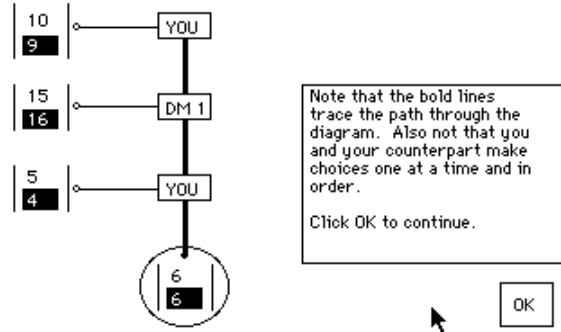 10
9
YOU
15
16
DM 1
5
4
YOU
6
6
Note that the bold lines
trace the path through the
diagram. Also not that you
and your counterpart make
choices one at a time and in
order.
Click OK to continue.
OK